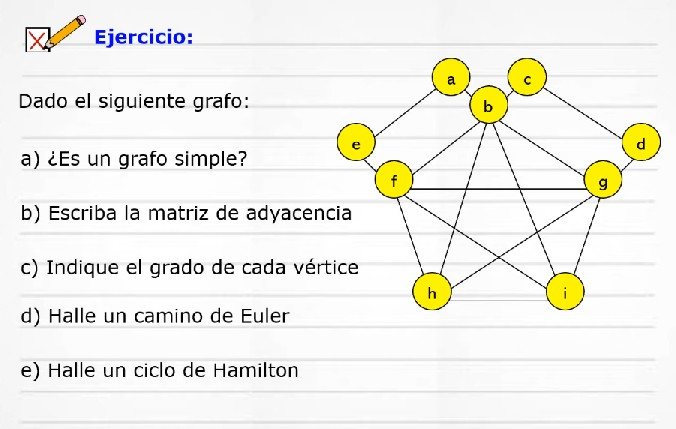 Ejercicio:
Dado el siguiente grafo:
a) ¿Es un grafo simple?
b) Escriba la matriz de adyacencia
c) Indique el grado de cada vértice
d) Halle un camino de Euler
e) Halle un ciclo de Hamilton
a
c
b
e
d
f
g
h
i